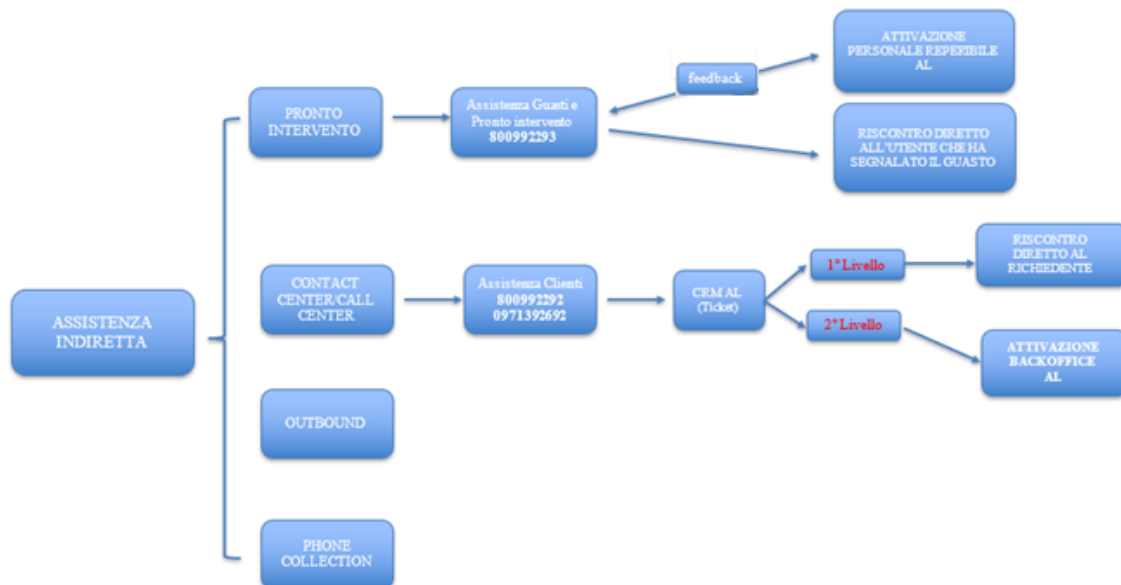 ATTIVAZIONE
PERSONALE REPERIBILE
AL
feedback
PRONTO
INTERVENTO
Assistenza Guasti e
Pronto intervento
800992293
RISCONTRO DIRETTO
ALL'UTENTE CHE HA
SEGNALATO IL GUASTO
ASSISTENZA
INDIRETTA
CONTACT
CENTER/CALL
CENTER
Assistenza Clienti
800992292
0971392692
CRM AL
(Ticket)
1° Livello
RISCONTRO
DIRETTO AL
RICHIEDENTE
2° Livello
ATTIVAZIONE
BACKOFFICE
AL
OUTBOUND
PHONE
COLLECTION